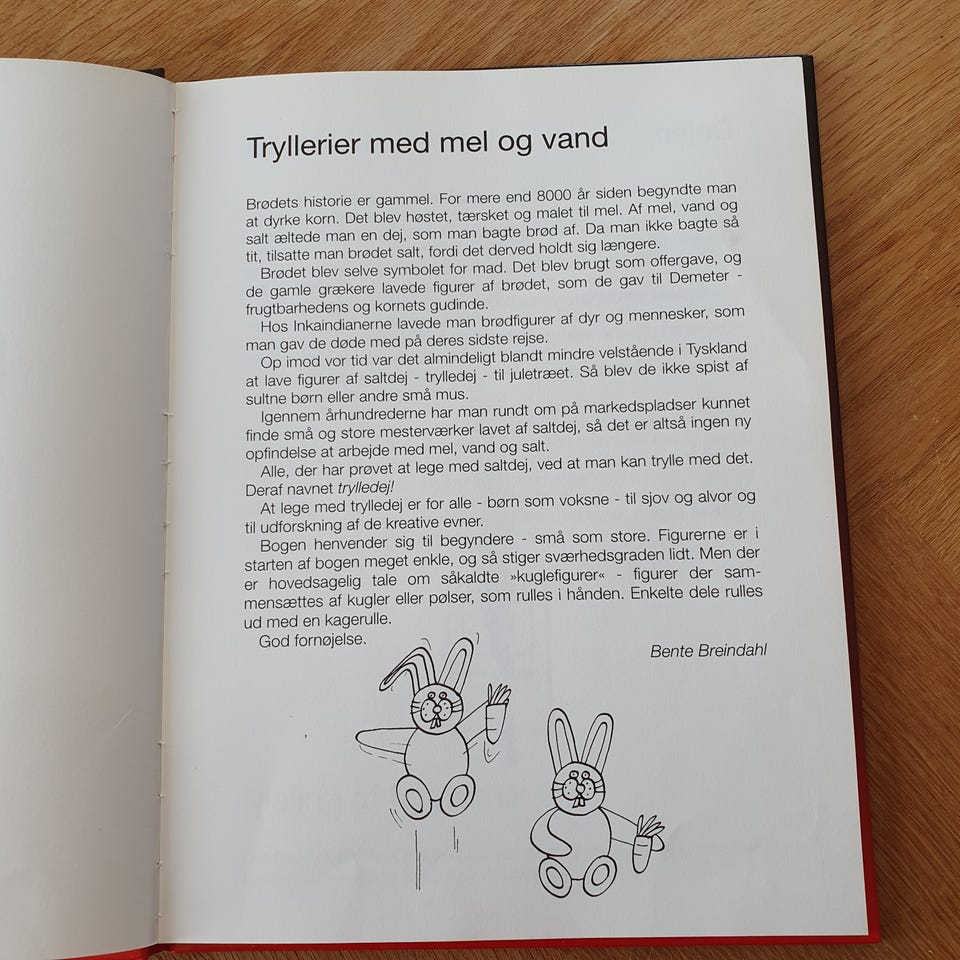 Tryllerier med mel og vand
Brødets historie er gammel. For mere end 8000 år siden begyndte man
at dyrke korn. Det blev høstet, tærsket og malet til mel. Af mel, vand og
salt æltede man en dej, som man bagte brød af. Da man ikke bagte så
tit, tilsatte man brødet salt, fordi det derved holdt sig længere.
Brødet blev selve symbolet for mad. Det blev brugt som offergave, og
de gamle grækere lavede figurer af brødet, som de gav til Demeter -
frugtbarhedens og kornets gudinde.
Hos Inkaindianerne lavede man brødfigurer af dyr og mennesker, som
man gav de døde med på deres sidste rejse.
Op imod vor tid var det almindeligt blandt mindre velstående i Tyskland
at lave figurer af saltdej - trylledej - til juletræet. Så blev de ikke spist af
sultne børn eller andre små mus.
Igennem århundrederne har man rundt om på markedspladser kunnet
finde små og store mesterværker lavet af saltdej, så det er altså ingen ny
opfindelse at arbejde med mel, vand og salt.
Alle, der har prøvet at lege med saltdej, ved at man kan trylle med det.
Deraf navnet trylledej!
At lege med trylledej er for alle - børn som voksne - til sjov og alvor og
til udforskning af de kreative evner.
Bogen henvender sig til begyndere - små som store. Figurerne er i
starten af bogen meget enkle, og så stiger sværhedsgraden lidt. Men der
er hovedsagelig tale om såkaldte »kuglefigurer« - figurer der sam-
mensættes af kugler eller pølser, som rulles i hånden. Enkelte dele rulles
ud med en kagerulle.
God fornøjelse.
Bente Breindahl